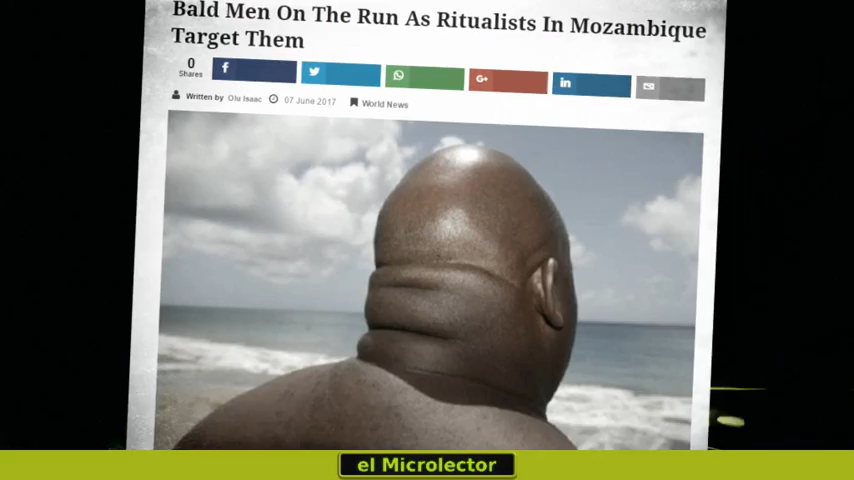 Bald Men On The Run As Ritualists In Mozambique
Target Them
0
Shares
Written by Olu Isaac 07 June 2017 World News
el Microlector